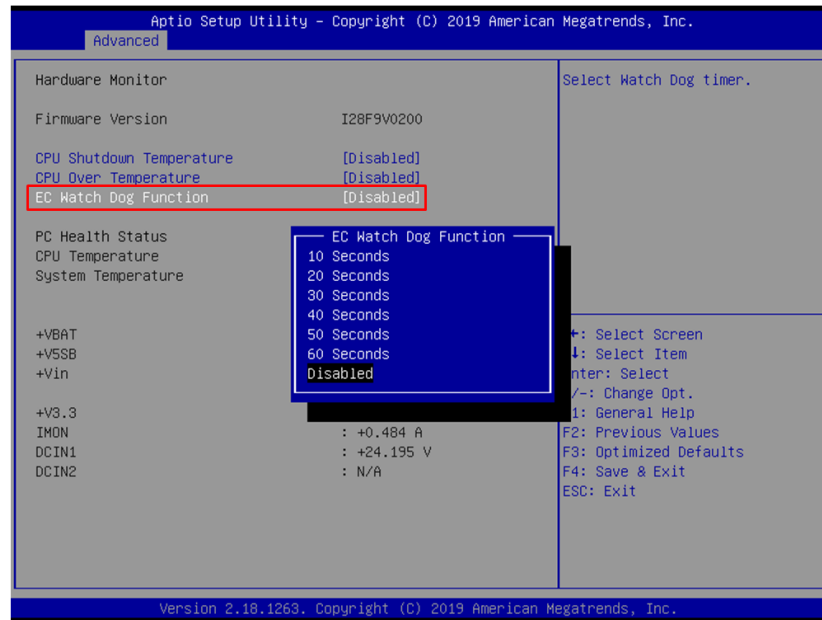 Aptio Setup Utility – Copyright (C) 2019 American Megatrends, Inc.
Advanced
Hardware Monitor
Select Watch Dog timer.
Firmware Version I28F9V0200
CPU Shutdown Temperature [Disabled]
CPU Over Temperature [Disabled]
EC Watch Dog Function [Disabled]
PC Health Status
CPU Temperature
System Temperature
+VBAT
+V5SB
+Vin
+V3.3
IMON : +0.484 A
DCIN1 : +24.195 V
DCIN2 : N/A
EC Watch Dog Function
10 Seconds
20 Seconds
30 Seconds
40 Seconds
50 Seconds
60 Seconds
Disabled
: Select Screen
: Select Item
nter: Select
/-: Change Opt.
1: General Help
F2: Previous Values
F3: Optimized Defaults
F4: Save & Exit
ESC: Exit
Version 2.18.1263. Copyright (C) 2019 American Megatrends, Inc.